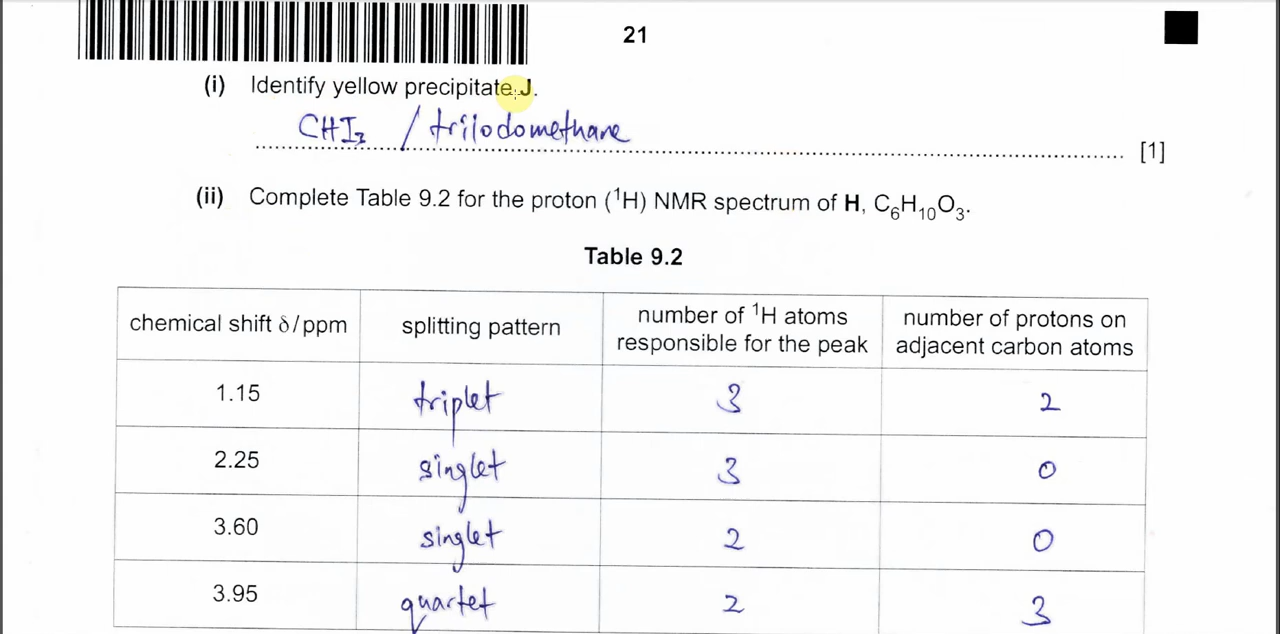 21
(i) Identify yellow precipitate J.
CHI₃ / triiodomethane
[1]
(ii) Complete Table 9.2 for the proton (¹H) NMR spectrum of H, C₆H₁₀O₃.
Table 9.2
chemical shift δ/ppm splitting pattern number of ¹H atoms responsible for the peak number of protons on adjacent carbon atoms
1.15 triplet 3 2
2.25 singlet 3 0
3.60 singlet 2 0
3.95 quartet 2 3